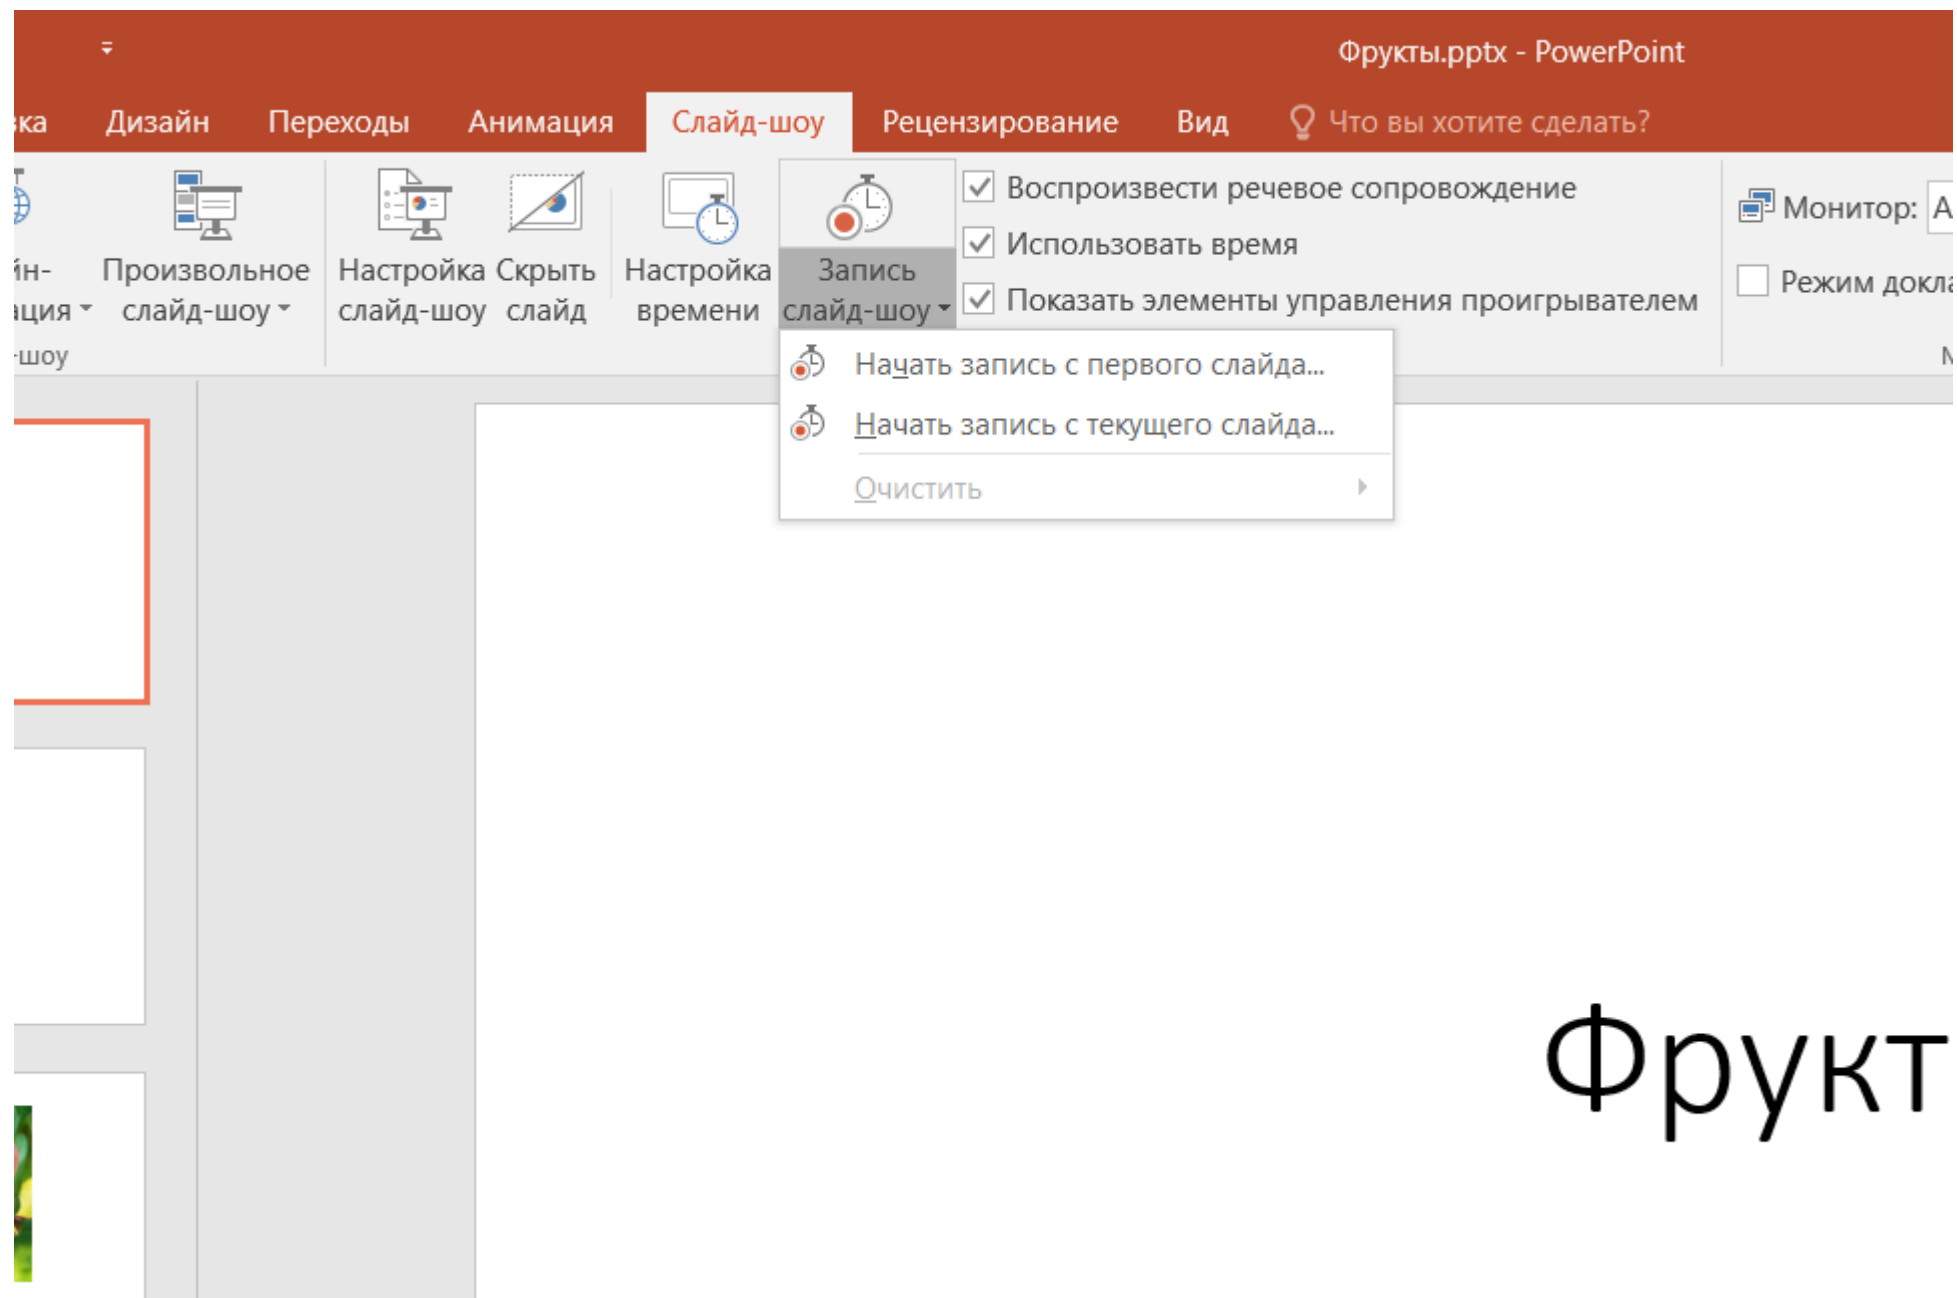 Фрукты.pptx - PowerPoint
Дизайн Переходы Анимация Слайд-шоу Рецензирование Вид Что вы хотите сделать?
Произвольное слайд-шоу
Настройка слайд-шоу
Скрыть слайд
Настройка времени
Запись слайд-шоу
Воспроизвести речевое сопровождение
Использовать время
Показать элементы управления проигрывателем
Монитор:
Режим
Начать запись с первого слайда...
Начать запись с текущего слайда...
Очистить